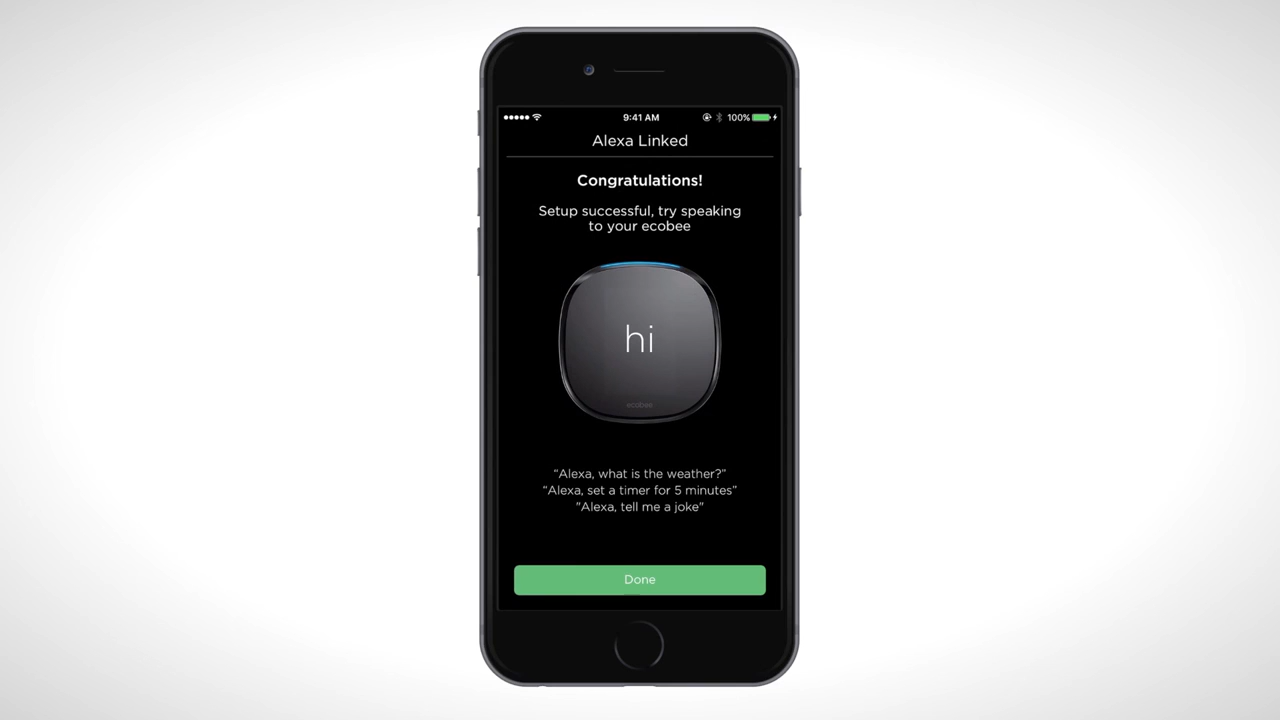 9:41 AM
100%
Alexa Linked
Congratulations!
Setup successful, try speaking
to your ecobee
hi
ecobee
“Alexa, what is the weather?”
“Alexa, set a timer for 5 minutes”
"Alexa, tell me a joke"
Done